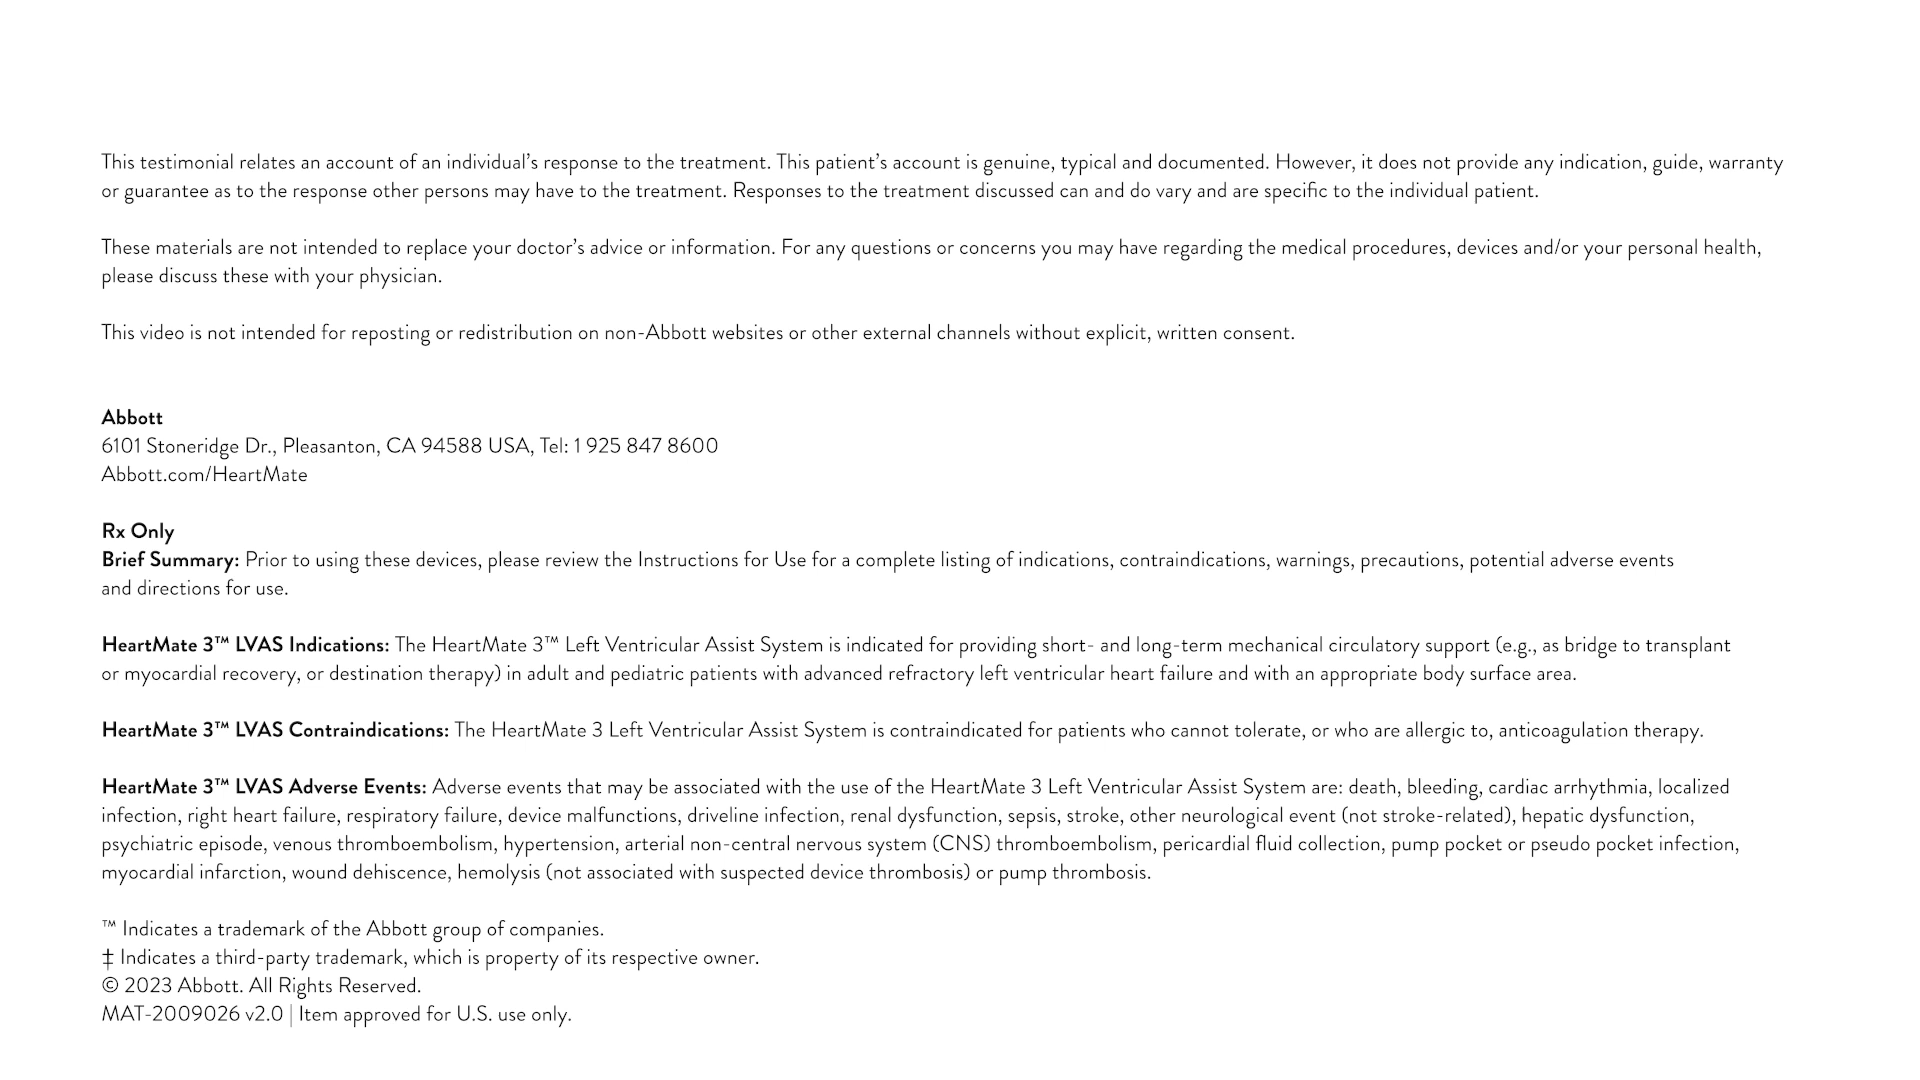 This testimonial relates an account of an individual’s response to the treatment. This patient’s account is genuine, typical and documented. However, it does not provide any indication, guide, warranty
or guarantee as to the response other persons may have to the treatment. Responses to the treatment discussed can and do vary and are specific to the individual patient.
These materials are not intended to replace your doctor’s advice or information. For any questions or concerns you may have regarding the medical procedures, devices and/or your personal health,
please discuss these with your physician.
This video is not intended for reposting or redistribution on non-Abbott websites or other external channels without explicit, written consent.
Abbott
6101 Stoneridge Dr., Pleasanton, CA 94588 USA, Tel: 1 925 847 8600
Abbott.com/HeartMate
Rx Only
Brief Summary: Prior to using these devices, please review the Instructions for Use for a complete listing of indications, contraindications, warnings, precautions, potential adverse events
and directions for use.
HeartMate 3™ LVAS Indications: The HeartMate 3™ Left Ventricular Assist System is indicated for providing short- and long-term mechanical circulatory support (e.g., as bridge to transplant
or myocardial recovery, or destination therapy) in adult and pediatric patients with advanced refractory left ventricular heart failure and with an appropriate body surface area.
HeartMate 3™ LVAS Contraindications: The HeartMate 3 Left Ventricular Assist System is contraindicated for patients who cannot tolerate, or who are allergic to, anticoagulation therapy.
HeartMate 3™ LVAS Adverse Events: Adverse events that may be associated with the use of the HeartMate 3 Left Ventricular Assist System are: death, bleeding, cardiac arrhythmia, localized
infection, right heart failure, respiratory failure, device malfunctions, driveline infection, renal dysfunction, sepsis, stroke, other neurological event (not stroke-related), hepatic dysfunction,
psychiatric episode, venous thromboembolism, hypertension, arterial non-central nervous system (CNS) thromboembolism, pericardial fluid collection, pump pocket or pseudo pocket infection,
myocardial infarction, wound dehiscence, hemolysis (not associated with suspected device thrombosis) or pump thrombosis.
™ Indicates a trademark of the Abbott group of companies.
‡ Indicates a third-party trademark, which is property of its respective owner.
© 2023 Abbott. All Rights Reserved.
MAT-2009026 v2.0 | Item approved for U.S. use only.